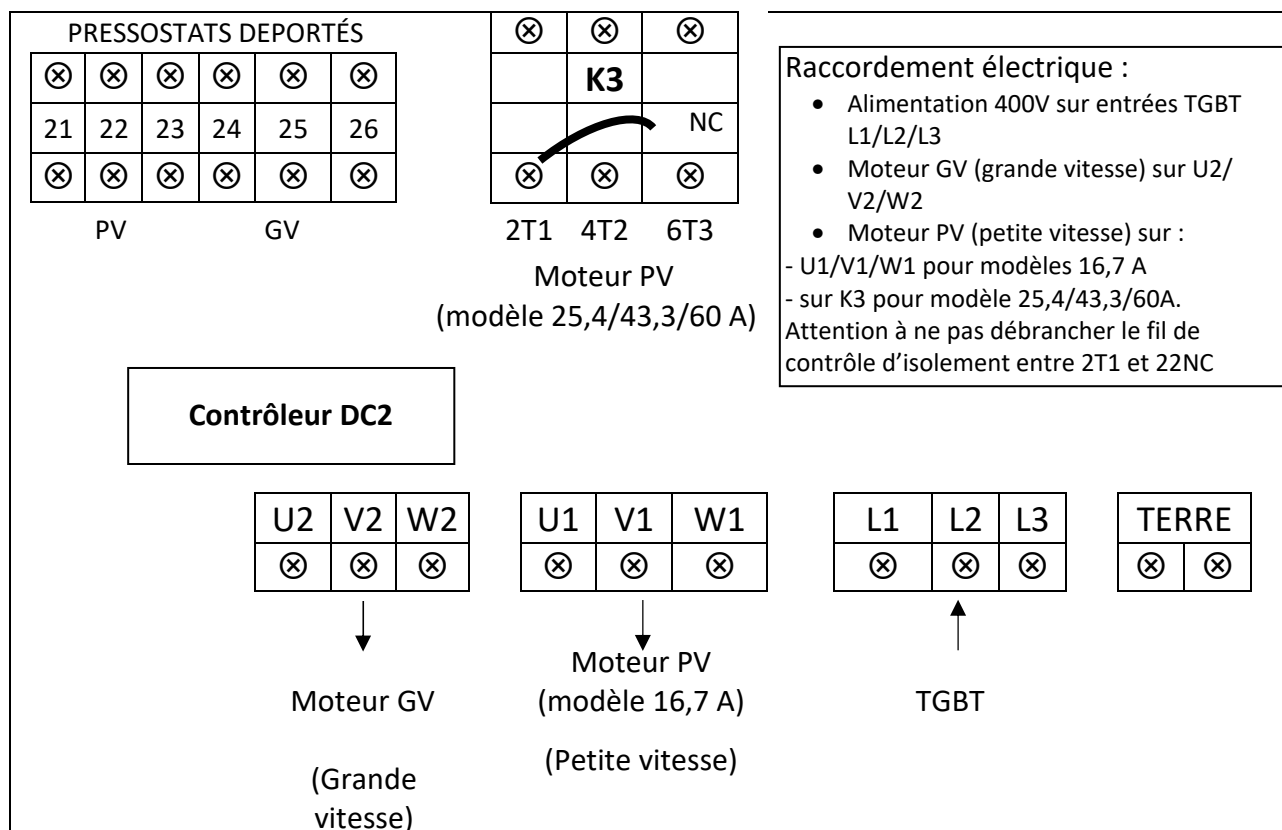 PRESSOSTATS DEPORTÉS
21 22 23 24 25 26
PV GV
K3
NC
2T1 4T2 6T3
Moteur PV
(modèle 25,4/43,3/60 A)
Raccordement électrique :
• Alimentation 400V sur entrées TGBT
L1/L2/L3
• Moteur GV (grande vitesse) sur U2/
V2/W2
• Moteur PV (petite vitesse) sur :
- U1/V1/W1 pour modèles 16,7 A
- sur K3 pour modèle 25,4/43,3/60A.
Attention à ne pas débrancher le fil de
contrôle d’isolement entre 2T1 et 22NC
Contrôleur DC2
U2 V2 W2
U1 V1 W1
L1 L2 L3
TERRE
Moteur GV
(Grande
vitesse)
Moteur PV
(modèle 16,7 A)
(Petite vitesse)
TGBT